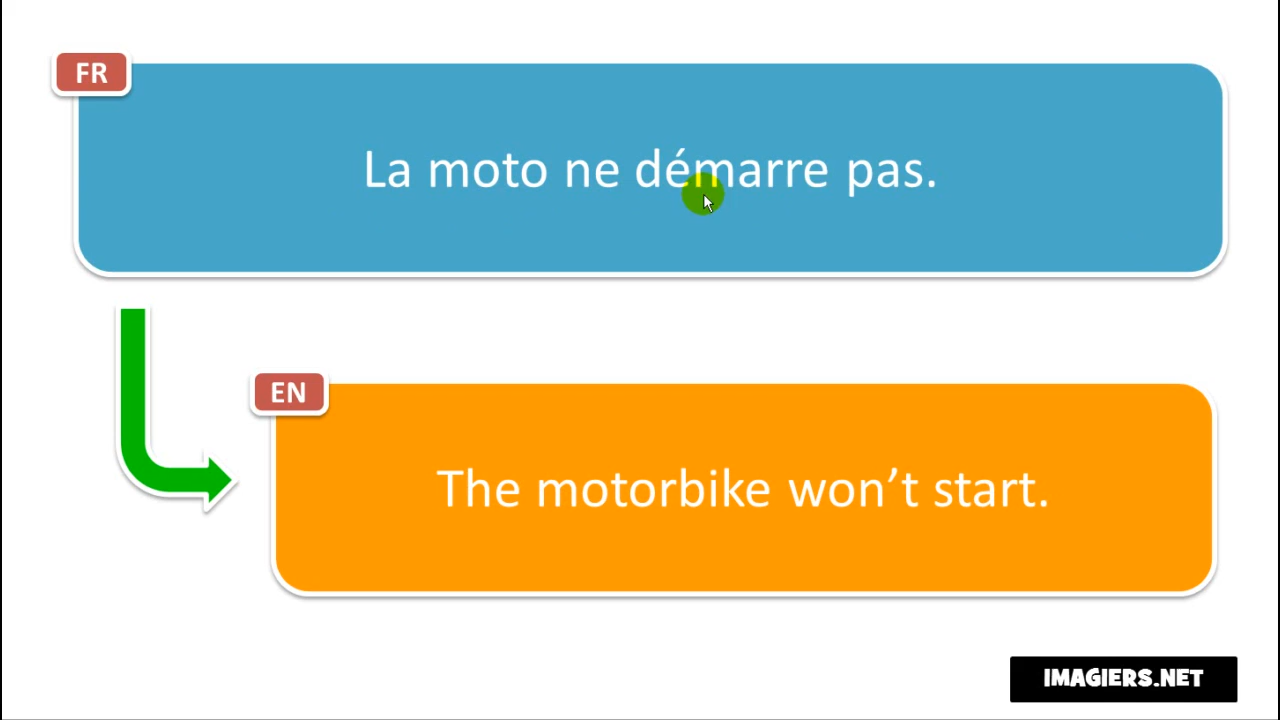 FR
La moto ne démarre pas.
EN
The motorbike won’t start.
IMAGIERS.NET